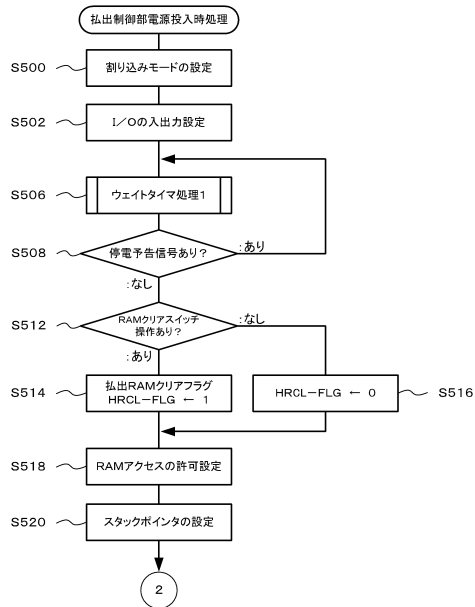 払出制御部電源投入時処理
S500
割り込みモードの設定
S502
I/Oの入出力設定
S506
ウェイトタイマ処理1
S508
停電予告信号あり?
:あり
:なし
S512
RAMクリアスイッチ
操作あり?
:なし
:あり
S514
払出RAMクリアフラグ
HRCL-FLG ← 1
HRCL-FLG ← 0
S516
S518
RAMアクセスの許可設定
S520
スタックポインタの設定
2